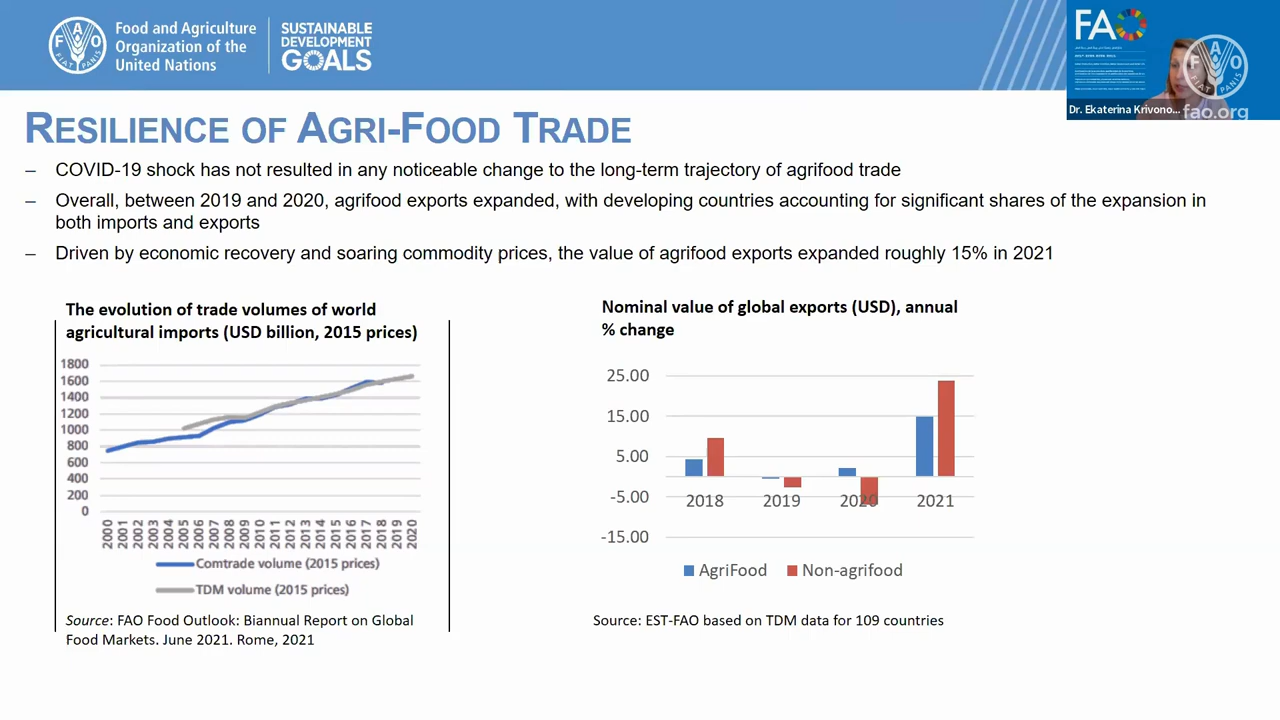 Food and Agriculture
Organization of the
United Nations
SUSTAINABLE
DEVELOPMENT
GOALS
FAO
FIAT PANIS
FAO
Dr. Ekaterina Krivono...
FAO
fao.org
RESILIENCE OF AGRI-FOOD TRADE
– COVID-19 shock has not resulted in any noticeable change to the long-term trajectory of agrifood trade
– Overall, between 2019 and 2020, agrifood exports expanded, with developing countries accounting for significant shares of the expansion in
both imports and exports
– Driven by economic recovery and soaring commodity prices, the value of agrifood exports expanded roughly 15% in 2021
The evolution of trade volumes of world
agricultural imports (USD billion, 2015 prices)
1800
1600
1400
1200
1000
800
600
400
200
0
2000 2001 2002 2003 2004 2005 2006 2007 2008 2009 2010 2011 2012 2013 2014 2015 2016 2017 2018 2019 2020
Comtrade volume (2015 prices)
TDM volume (2015 prices)
Source: FAO Food Outlook: Biannual Report on Global
Food Markets. June 2021. Rome, 2021
Nominal value of global exports (USD), annual
% change
25.00
15.00
5.00
-5.00
-15.00
2018 2019 2020 2021
AgriFood Non-agrifood
Source: EST-FAO based on TDM data for 109 countries